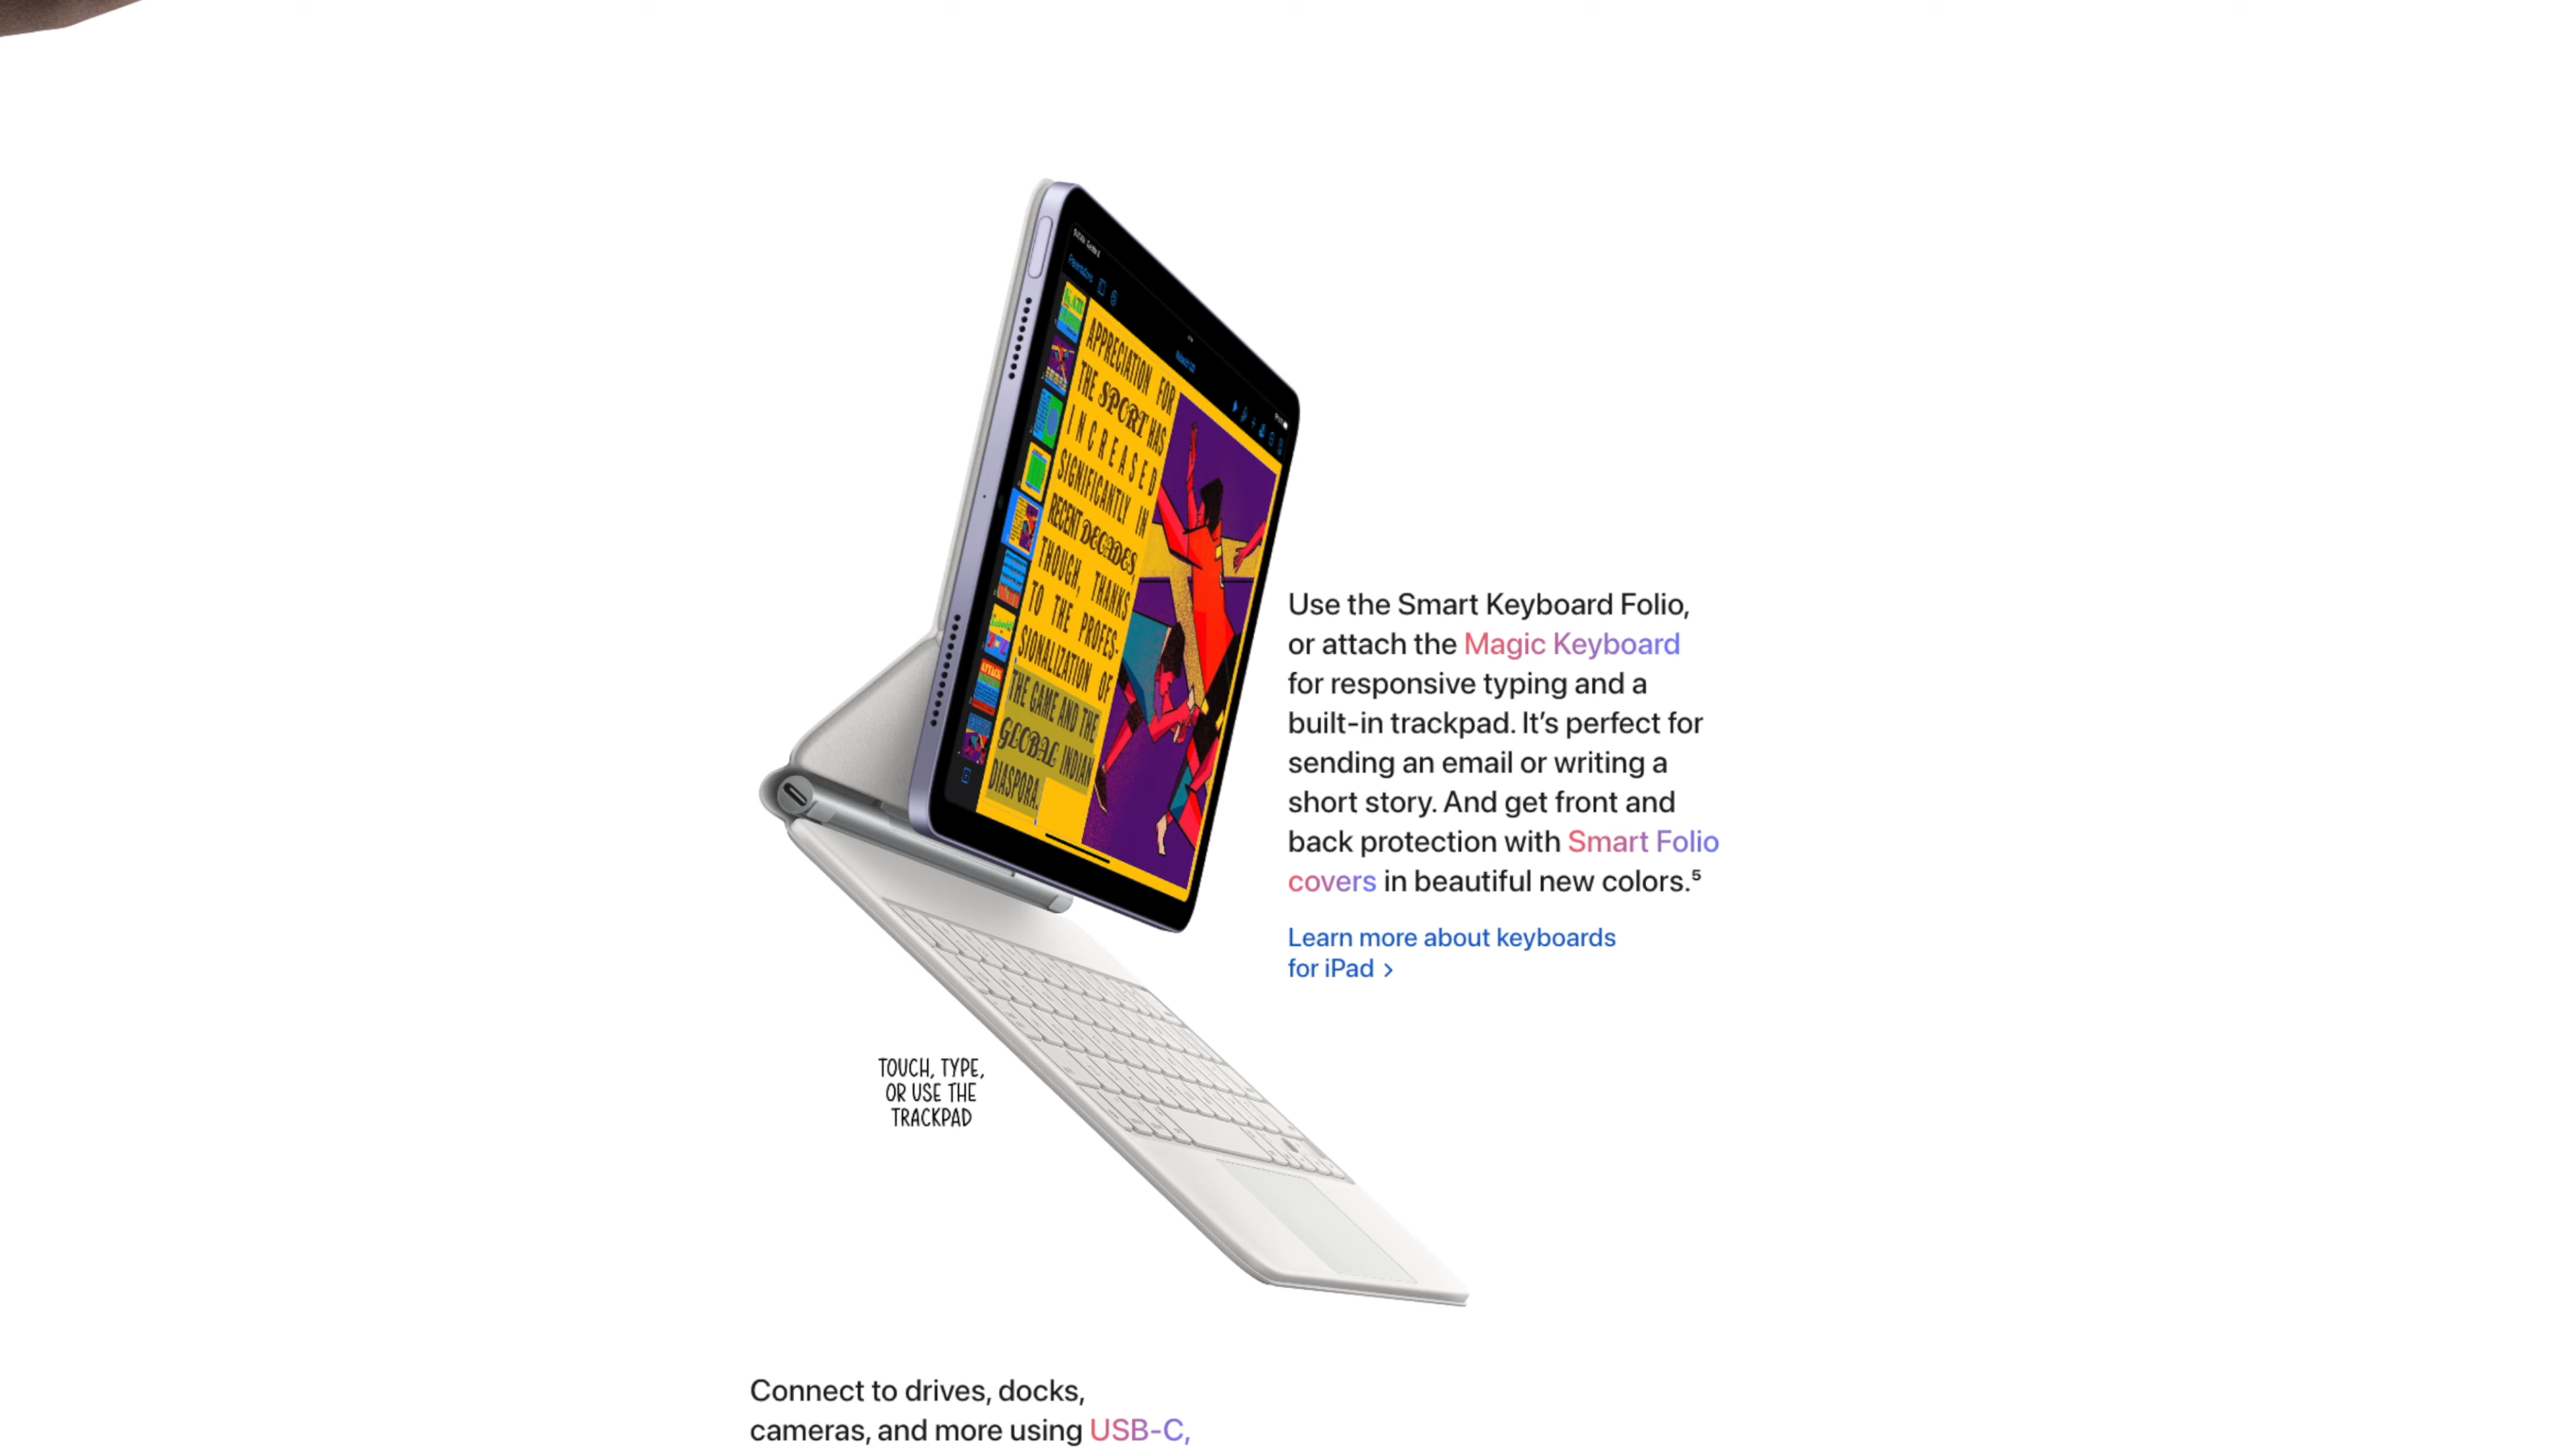 APPRECIATION FOR
THE SPORT HAS
INCREASED
SIGNIFICANTLY IN
RECENT DECADES,
THOUGH, THANKS
TO THE PROFES-
SIONALIZATION OF
THE GAME AND THE
GLOBAL INDIAN
DIASPORA.
Use the Smart Keyboard Folio,
or attach the Magic Keyboard
for responsive typing and a
built-in trackpad. It’s perfect for
sending an email or writing a
short story. And get front and
back protection with Smart Folio
covers in beautiful new colors.⁵
Learn more about keyboards
for iPad >
TOUCH, TYPE,
OR USE THE
TRACKPAD
Connect to drives, docks,
cameras, and more using USB-C,